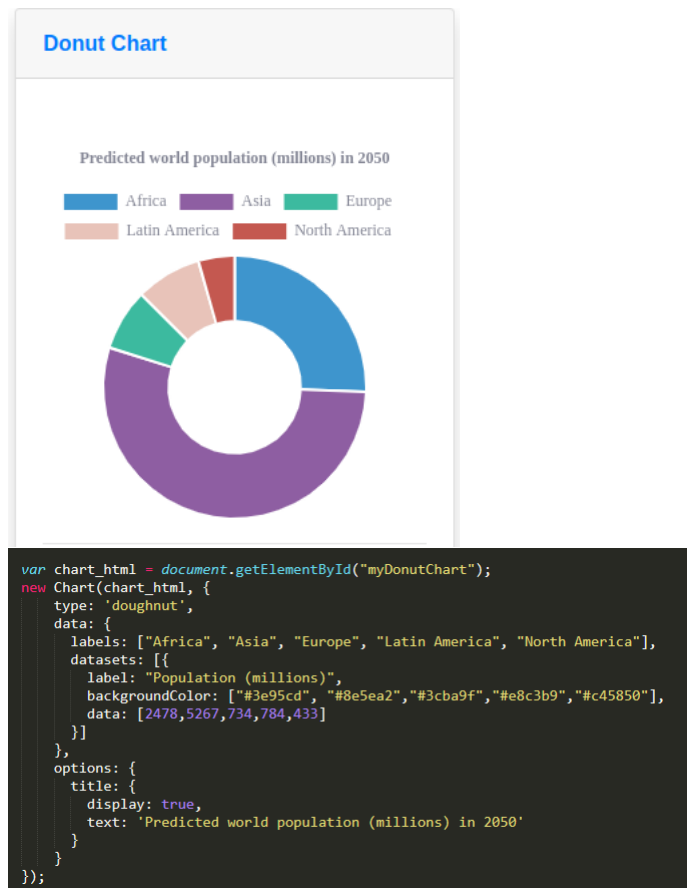 Donut Chart
Predicted world population (millions) in 2050
Africa Asia Europe
Latin America North America
var chart_html = document.getElementById("myDonutChart");
new Chart(chart_html, {
    type: 'doughnut',
    data: {
      labels: ["Africa", "Asia", "Europe", "Latin America", "North America"],
      datasets: [{
        label: "Population (millions)",
        backgroundColor: ["#3e95cd", "#8e5ea2","#3cba9f","#e8c3b9","#c45850"],
        data: [2478,5267,734,784,433]
      }]
    },
    options: {
      title: {
        display: true,
        text: 'Predicted world population (millions) in 2050'
      }
    }
});